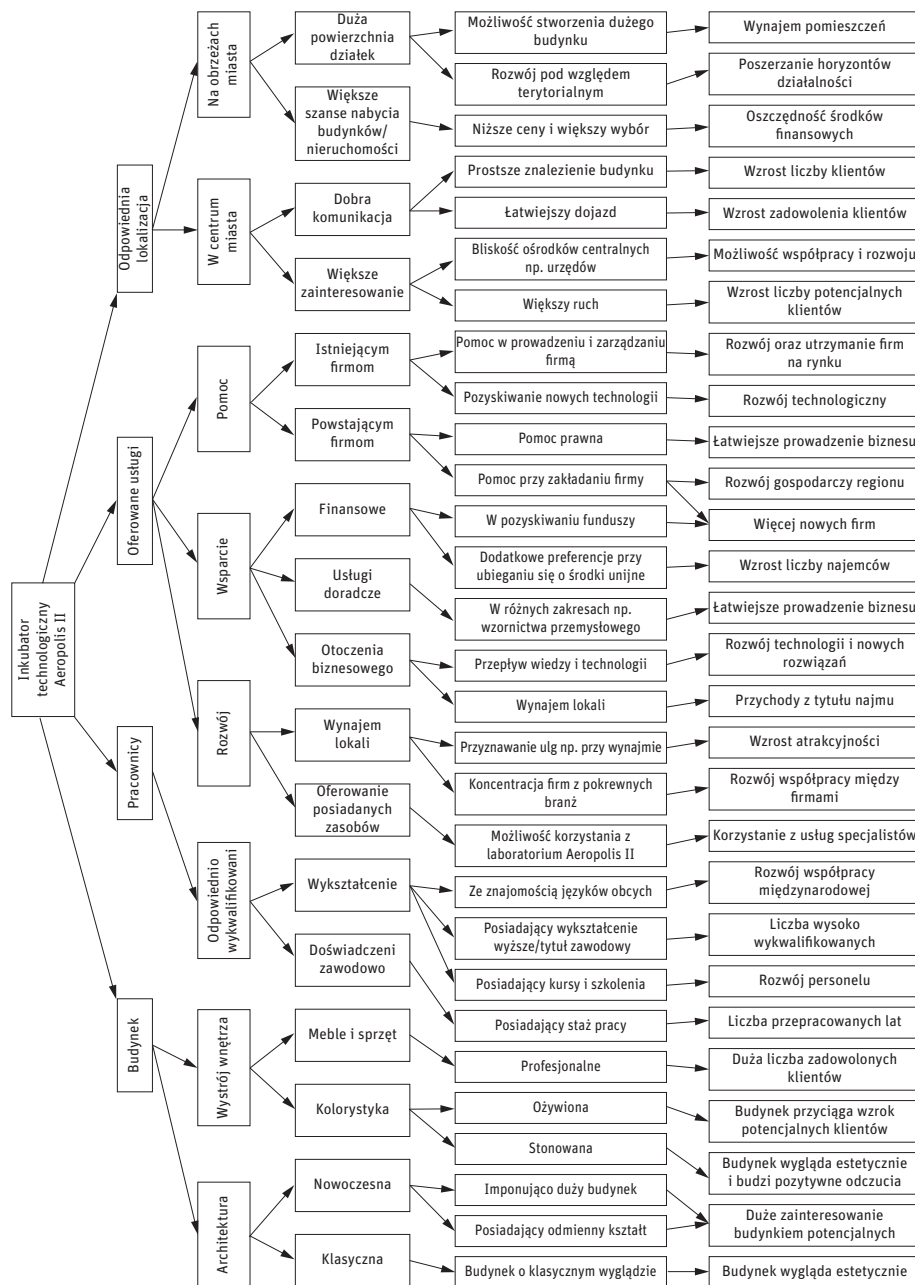 Inkubator
technologiczny
Aeropolis II
Odpowiednia
lokalizacja
Oferowane usługi
Pracownicy
Budynek
Na obrzeżach
miasta
W centrum
miasta
Pomoc
Wsparcie
Rozwój
Odpowiednio
wykwalifikowani
Wystrój wnętrza
Architektura
Duża
powierzchnia
działek
Większe
szanse nabycia
budynków/
nieruchomości
Dobra
komunikacja
Większe
zainteresowanie
Istniejącym
firmom
Powstającym
firmom
Finansowe
Usługi
doradcze
Otoczenia
biznesowego
Wynajem
lokali
Oferowanie
posiadanych
zasobów
Wykształcenie
Doświadczeni
zawodowo
Meble i sprzęt
Kolorystyka
Nowoczesna
Klasyczna
Możliwość stworzenia dużego
budynku
Rozwój pod względem
terytorialnym
Niższe ceny i większy wybór
Prostsze znalezienie budynku
Łatwiejszy dojazd
Bliskość ośrodków centralnych
np. urzędów
Większy ruch
Pomoc w prowadzeniu i zarządzaniu
firmą
Pozyskiwanie nowych technologii
Pomoc prawna
Pomoc przy zakładaniu firmy
W pozyskiwaniu funduszy
Dodatkowe preferencje przy
ubieganiu się o środki unijne
W różnych zakresach np.
wzornictwa przemysłowego
Przepływ wiedzy i technologii
Wynajem lokali
Przyznawanie ulg np. przy wynajmie
Koncentracja firm z pokrewnych
branż
Możliwość korzystania z
laboratorium Aeropolis II
Ze znajomością języków obcych
Posiadający wykształcenie
wyższe/tytuł zawodowy
Posiadający kursy i szkolenia
Posiadający staż pracy
Profesjonalne
Ożywiona
Stonowana
Imponująco duży budynek
Posiadający odmienny kształt
Budynek o klasycznym wyglądzie
Wynajem pomieszczeń
Poszerzanie horyzontów
działalności
Oszczędność środków
finansowych
Wzrost liczby klientów
Wzrost zadowolenia klientów
Możliwość współpracy i rozwoju
Wzrost liczby potencjalnych
klientów
Rozwój oraz utrzymanie firm
na rynku
Rozwój technologiczny
Łatwiejsze prowadzenie biznesu
Rozwój gospodarczy regionu
Więcej nowych firm
Wzrost liczby najemców
Łatwiejsze prowadzenie biznesu
Rozwój technologii i nowych
rozwiązań
Przychody z tytułu najmu
Wzrost atrakcyjności
Rozwój współpracy między
firmami
Korzystanie z usług specjalistów
Rozwój współpracy
międzynarodowej
Liczba wysoko
wykwalifikowanych
Rozwój personelu
Liczba przepracowanych lat
Duża liczba zadowolonych
klientów
Budynek przyciąga wzrok
potencjalnych klientów
Budynek wygląda estetycznie
i budzi pozytywne odczucia
Duże zainteresowanie
budynkiem potencjalnych
Budynek wygląda estetycznie